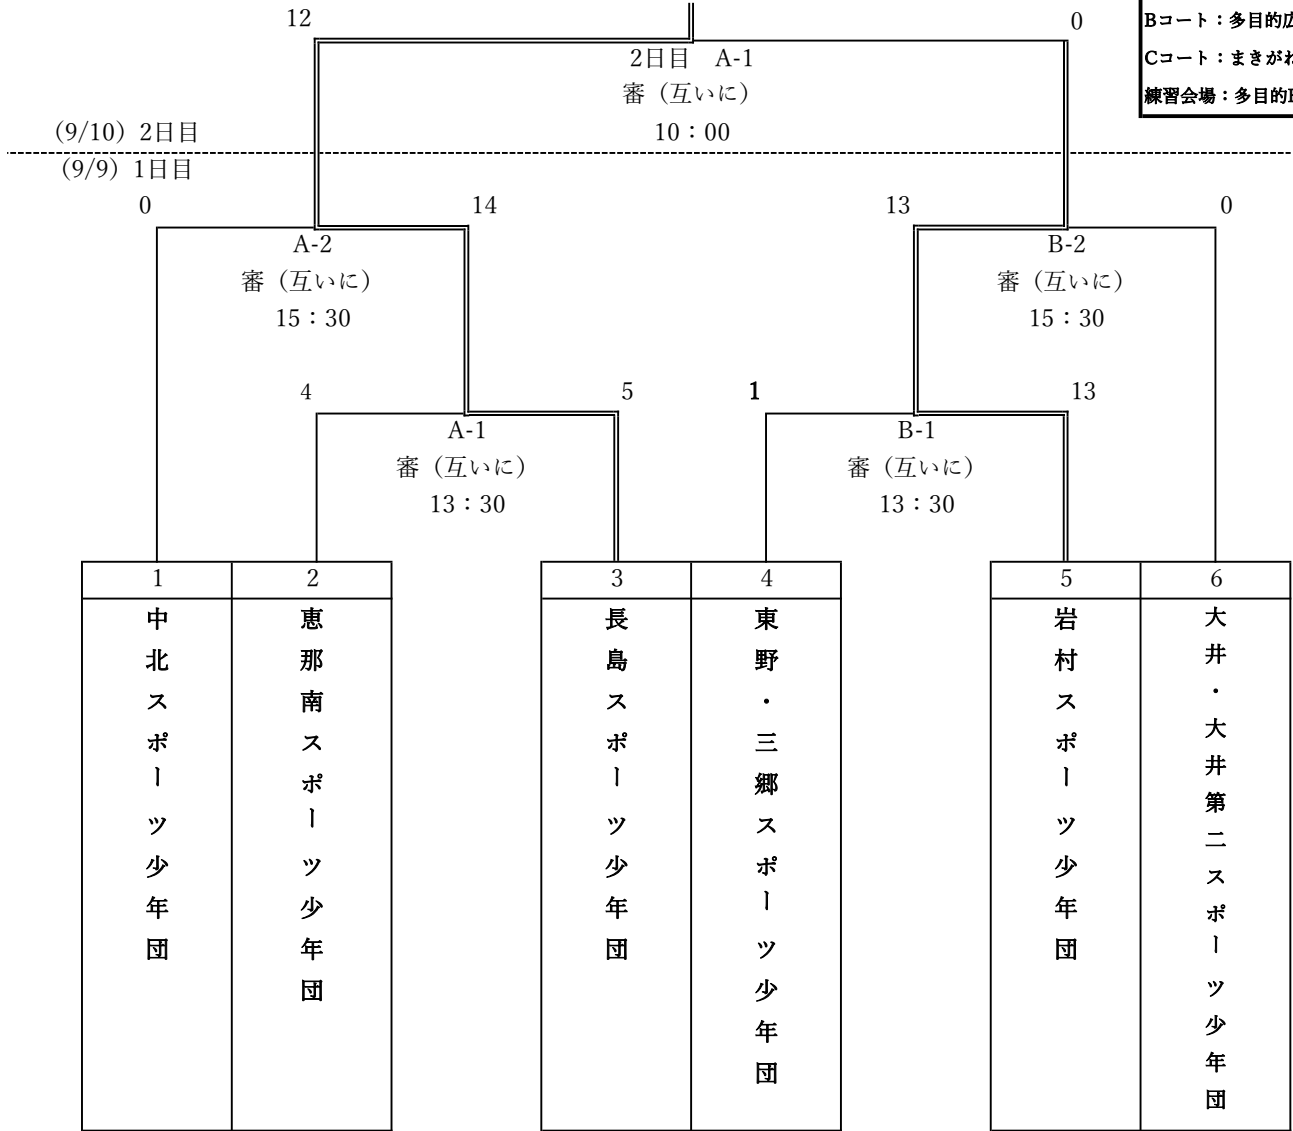 12
0
Bコート：多目的広
2日目　A-1
Cコート：まきがね
審（互いに）
練習会場：多目的B
(9/10) 2日目
10：00
(9/9) 1日目
0
14
13
0
A-2
B-2
審（互いに）
審（互いに）
15：30
15：30
4
5
1
13
A-1
B-1
審（互いに）
審（互いに）
13：30
13：30
1
2
3
4
5
6
中北スポーツ少年団
恵那南スポーツ少年団
長島スポーツ少年団
東野・三郷スポーツ少年団
岩村スポーツ少年団
大井・大井第二スポーツ少年団